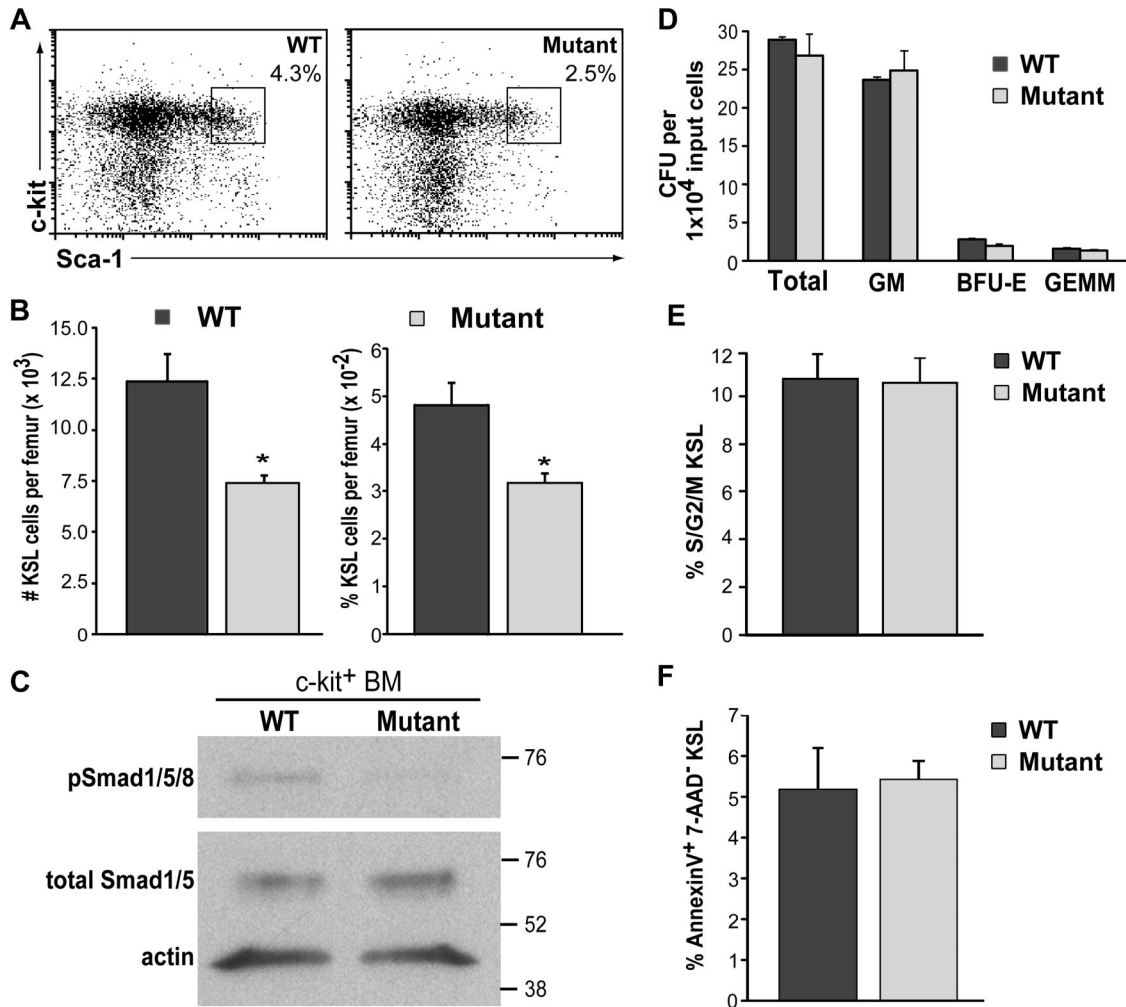 A
WT
4.3%
Mutant
2.5%
c-kit
Sca-1
B
WT
Mutant
# KSL cells per femur (x 10³)
15.0
12.5
10.0
7.5
5.0
2.5
0
*
% KSL cells per femur (x 10⁻²)
6
5
4
3
2
1
0
*
C
c-kit⁺ BM
WT
Mutant
pSmad1/5/8
76
total Smad1/5
76
52
actin
38
D
CFU per
1x10⁴ input cells
30
25
20
15
10
5
0
Total
GM
BFU-E
GEMM
WT
Mutant
E
% S/G2/M KSL
12
10
8
6
4
2
0
WT
Mutant
F
% AnnexinV⁺ 7-AAD⁻ KSL
7
6
5
4
3
2
1
0
WT
Mutant